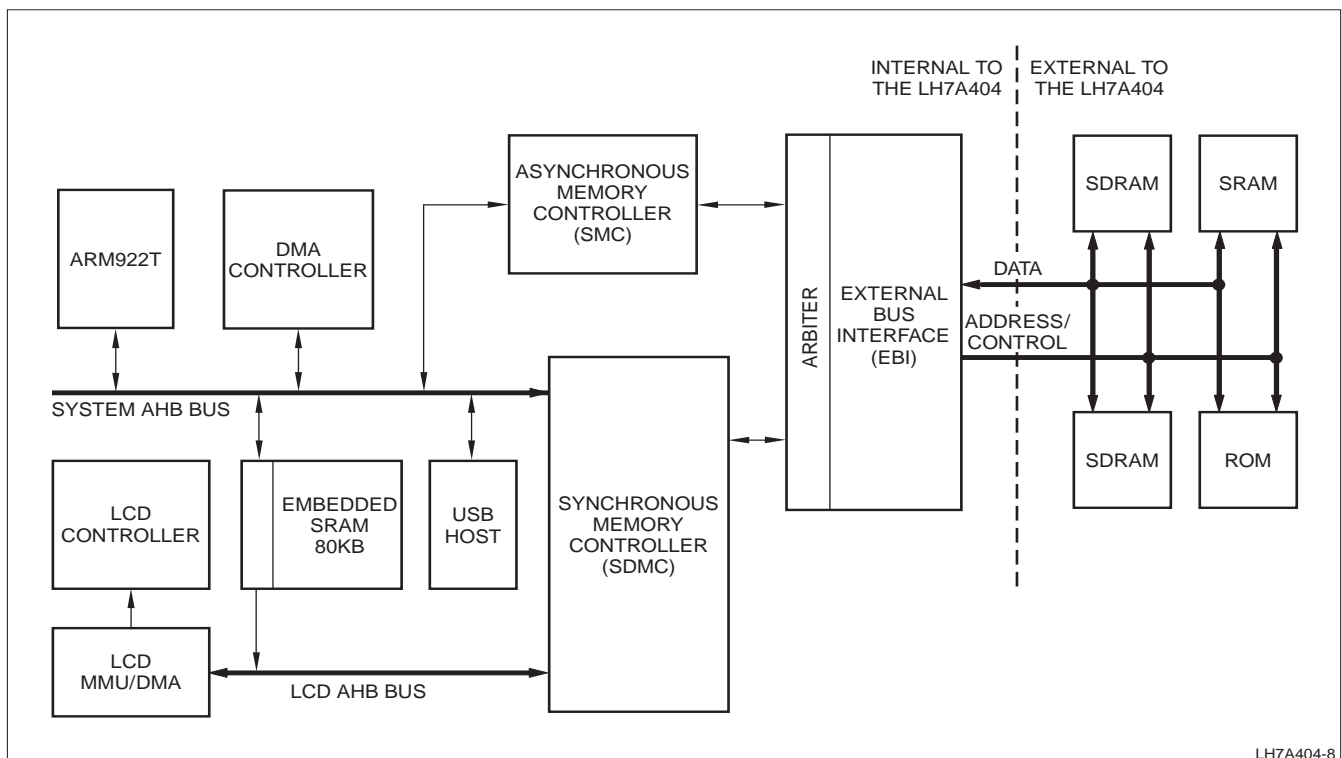 INTERNAL TO
THE LH7A404
EXTERNAL TO
THE LH7A404
ARM922T
DMA
CONTROLLER
ASYNCHRONOUS
MEMORY
CONTROLLER
(SMC)
ARBITER
EXTERNAL
BUS
INTERFACE
(EBI)
SDRAM
SRAM
DATA
ADDRESS/
CONTROL
SYSTEM AHB BUS
LCD
CONTROLLER
EMBEDDED
SRAM
80KB
USB
HOST
SYNCHRONOUS
MEMORY
CONTROLLER
(SDMC)
SDRAM
ROM
LCD
MMU/DMA
LCD AHB BUS
LH7A404-8